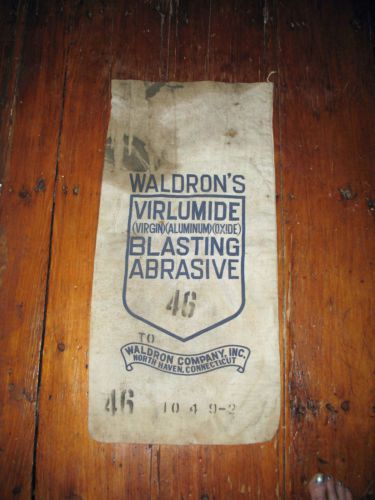 WALDRON'S
VIRLUMIDE
(VIRGIN)(ALUMINUM)(OXIDE)
BLASTING
ABRASIVE
46
TO
WALDRON COMPANY, INC.
NORTH HAVEN, CONNECTICUT
46 10 4 9-2